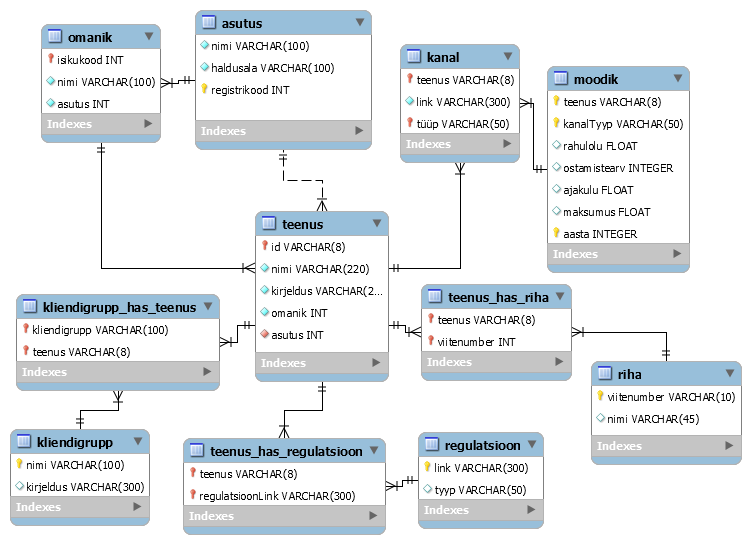 omanik
isikukood INT
nimi VARCHAR(100)
asutus INT
Indexes
asutus
nimi VARCHAR(100)
haldusala VARCHAR(100)
registrikood INT
Indexes
kanal
teenus VARCHAR(8)
link VARCHAR(300)
tüüp VARCHAR(50)
Indexes
moodik
teenus VARCHAR(8)
kanalTyyp VARCHAR(50)
rahulolu FLOAT
ostamistearv INTEGER
ajakulu FLOAT
maksumus FLOAT
aasta INTEGER
Indexes
teenus
id VARCHAR(8)
nimi VARCHAR(220)
kirjeldus VARCHAR(2...
omanik INT
asutus INT
Indexes
kliendigrupp_has_teenus
kliendigrupp VARCHAR(100)
teenus VARCHAR(8)
Indexes
teenus_has_riha
teenus VARCHAR(8)
viitenumber INT
Indexes
riha
viitenumber VARCHAR(10)
nimi VARCHAR(45)
Indexes
kliendigrupp
nimi VARCHAR(100)
kirjeldus VARCHAR(300)
Indexes
teenus_has_regulatsioon
teenus VARCHAR(8)
regulatsioonLink VARCHAR(300)
Indexes
regulatsioon
link VARCHAR(300)
tyyp VARCHAR(50)
Indexes